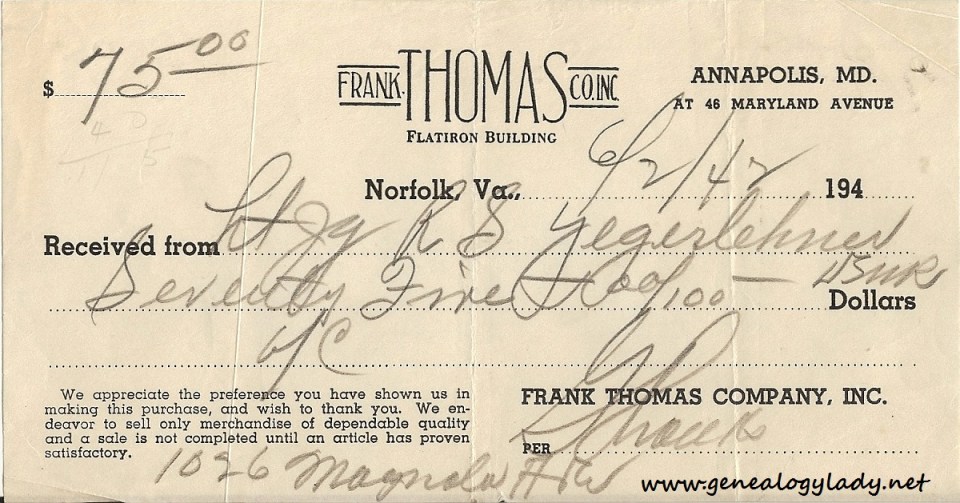 $ 75.00
FRANK THOMAS CO. INC.
FLATIRON BUILDING
ANNAPOLIS, MD.
AT 46 MARYLAND AVENUE
Norfolk, Va., 6/2/42 194
Received from Lt Jg R S Yegerlehner
Seventy Five + 00/100 — Dollars
a/c
We appreciate the preference you have shown us in
making this purchase, and wish to thank you. We en-
deavor to sell only merchandise of dependable quality
and a sale is not completed until an article has proven
satisfactory.
FRANK THOMAS COMPANY, INC.
PER
1026 Magnolia Ave
www.genealogylady.net